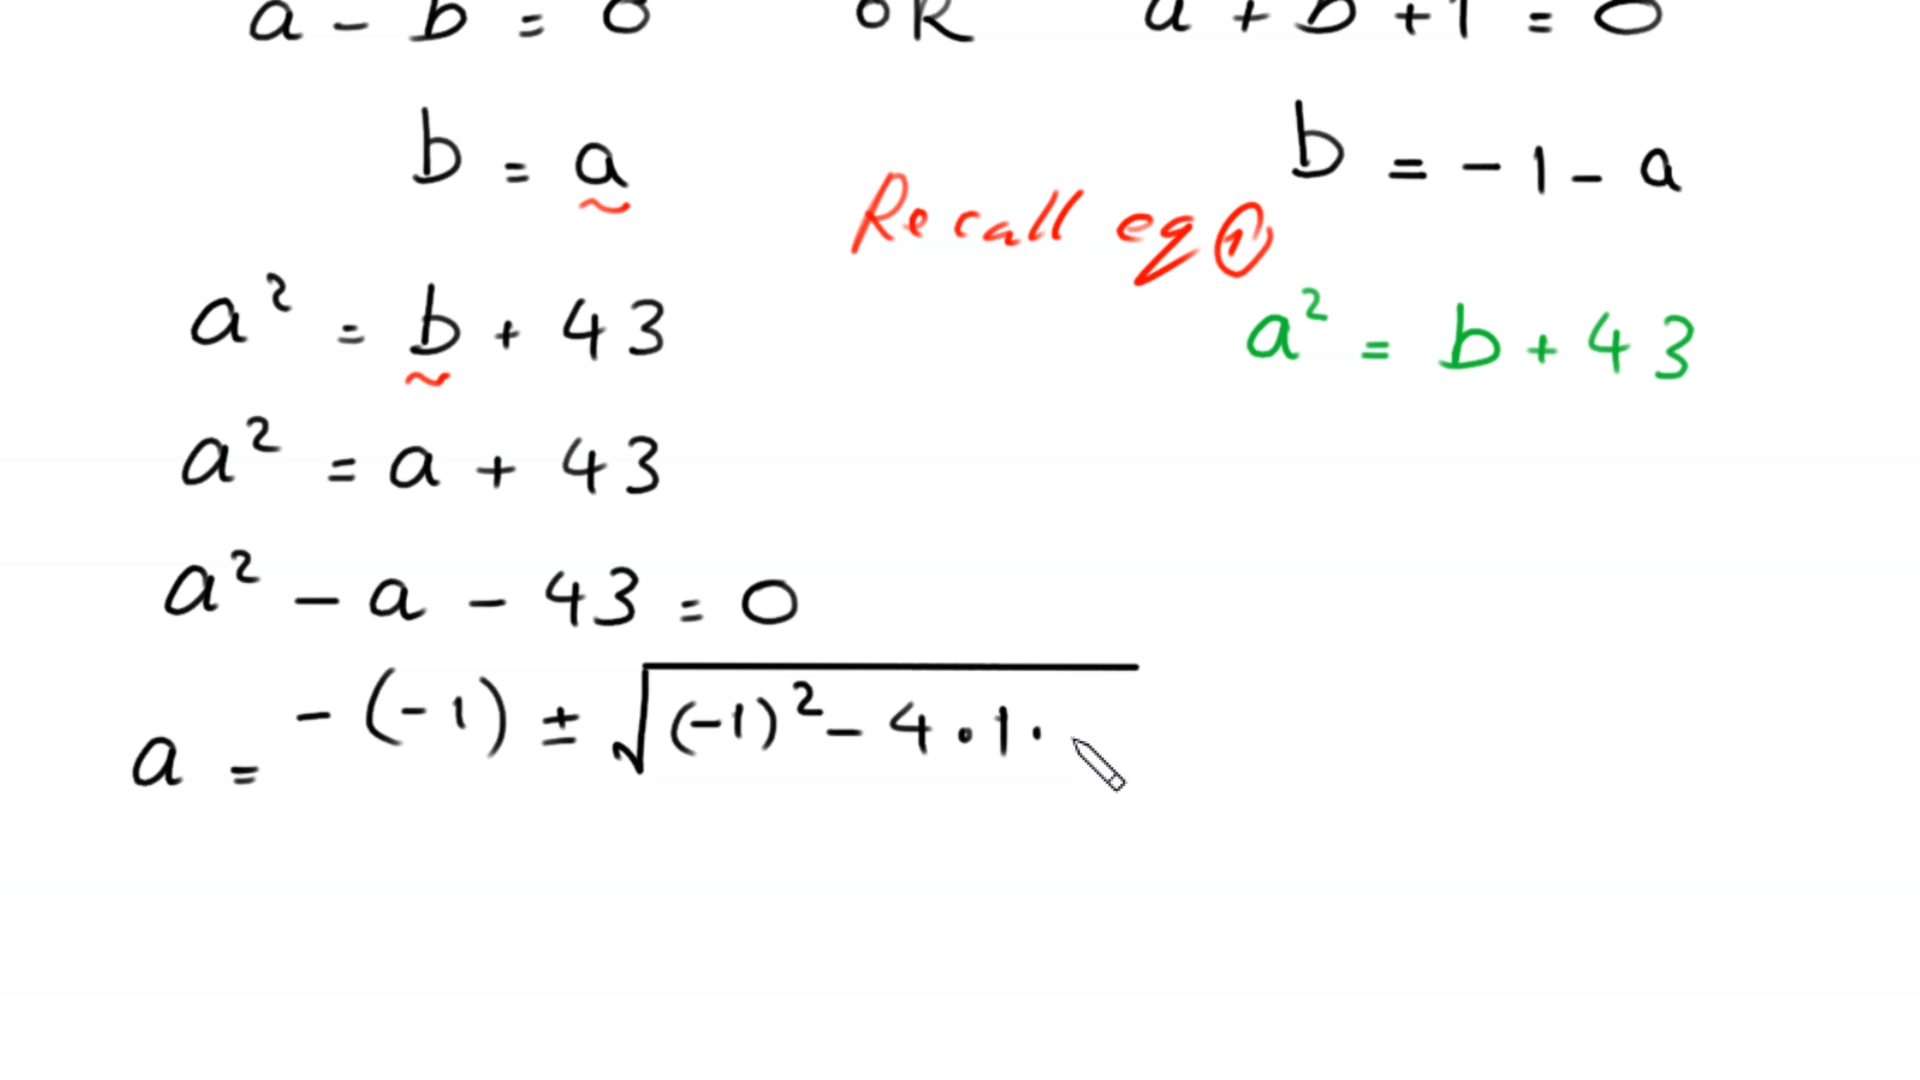 a - b = 0 OR a + b + 1 = 0
b = a b = - 1 - a
Recall eq ①
a² = b + 43 a² = b + 43
a² = a + 43
a² - a - 43 = 0
a = - (-1) ± √(-1)² - 4 · 1 ·